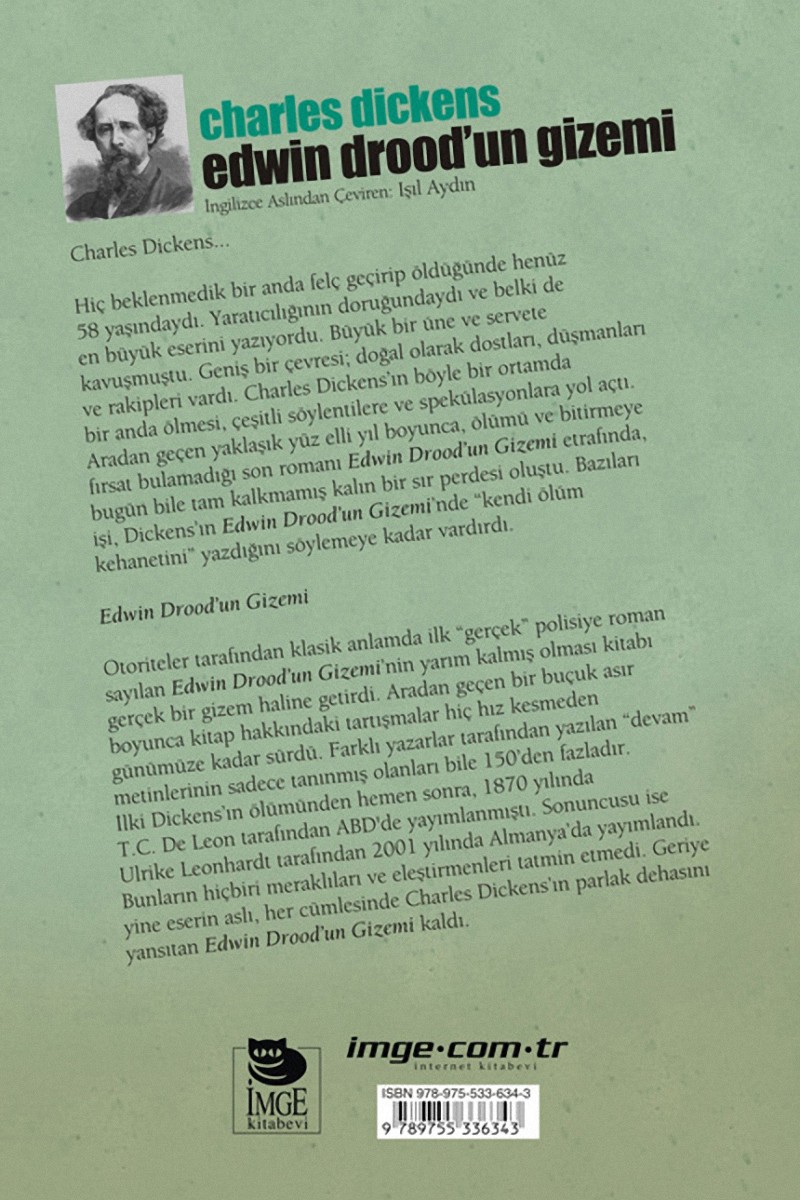 charles dickens
edwin drood'un gizemi
İngilizce Aslından Çeviren: Işıl Aydın
Charles Dickens...
Hiç beklenmedik bir anda felç geçirip öldüğünde henüz
58 yaşındaydı. Yaratıcılığının doruğundaydı ve belki de
en büyük eserini yazıyordu. Büyük bir üne ve servete
kavuşmuştu. Geniş bir çevresi; doğal olarak dostları, düşmanları
ve rakipleri vardı. Charles Dickens'ın böyle bir ortamda
bir anda ölmesi, çeşitli söylentilere ve spekülasyonlara yol açtı.
Aradan geçen yaklaşık yüz elli yıl boyunca, ölümü ve bitirmeye
fırsat bulamadığı son romanı Edwin Drood'un Gizemi etrafında,
bugün bile tam kalkmamış kalın bir sır perdesi oluştu. Bazıları
işi, Dickens'ın Edwin Drood'un Gizemi'nde “kendi ölüm
kehanetini” yazdığını söylemeye kadar vardırdı.
Edwin Drood'un Gizemi
Otoriteler tarafından klasik anlamda ilk “gerçek” polisiye roman
sayılan Edwin Drood'un Gizemi'nin yarım kalmış olması kitabı
gerçek bir gizem haline getirdi. Aradan geçen bir buçuk asır
boyunca kitap hakkındaki tartışmalar hiç hız kesmeden
günümüze kadar sürdü. Farklı yazarlar tarafından yazılan “devam”
metinlerinin sadece tanınmış olanları bile 150'den fazladır.
İlki Dickens'ın ölümünden hemen sonra, 1870 yılında
T.C. De Leon tarafından ABD'de yayımlanmıştı. Sonuncusu ise
Ulrike Leonhardt tarafından 2001 yılında Almanya'da yayımlandı.
Bunların hiçbiri meraklıları ve eleştirmenleri tatmin etmedi. Geriye
yine eserin aslı, her cümlesinde Charles Dickens'ın parlak dehasını
yansıtan Edwin Drood'un Gizemi kaldı.
İMGE
kitabevi
imge•com•tr
internet kitabevi
ISBN 978-975-533-634-3
9 789755 336343